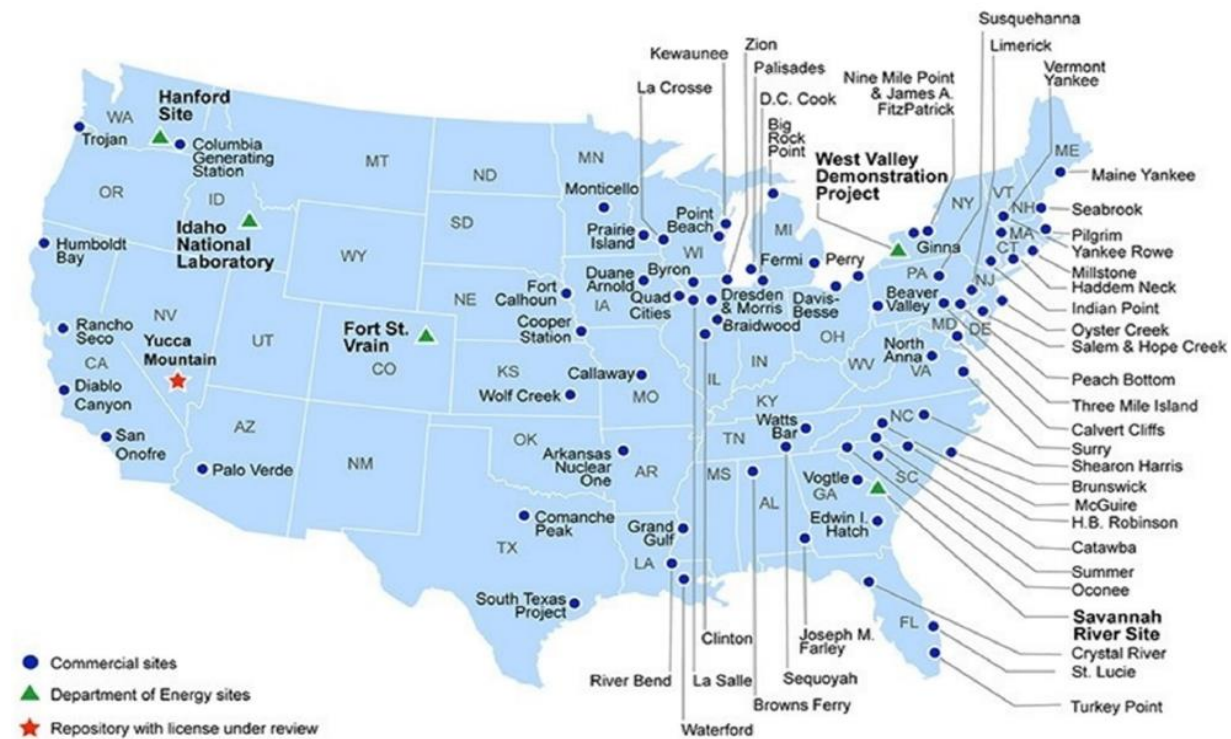 Susquehanna
Limerick
Zion
Kewaunee
Palisades
Vermont
Yankee
Nine Mile Point
& James A.
FitzPatrick
La Crosse
D.C. Cook
Big
Rock
Point
Hanford
Site
WA
Trojan
Columbia
Generating
Station
MT
ND
MN
Monticello
West Valley
Demonstration
Project
ME
Maine Yankee
OR
ID
Idaho
National
Laboratory
SD
Prairie
Island
Point
Beach
WI
MI
NY
VT
NH
Seabrook
MA
CT
Pilgrim
Yankee Rowe
Millstone
Haddem Neck
Indian Point
Oyster Creek
Salem & Hope Creek
Peach Bottom
Three Mile Island
Calvert Cliffs
Surry
Shearon Harris
Brunswick
McGuire
H.B. Robinson
Catawba
Summer
Oconee
Savannah
River Site
Crystal River
St. Lucie
Turkey Point
Humboldt
Bay
WY
Duane
Arnold
Byron
Fermi
Perry
Ginna
PA
NJ
NE
Fort
Calhoun
IA
Quad
Cities
Dresden
& Morris
Braidwood
Davis-
Besse
Beaver
Valley
MD
DE
Rancho
Seco
NV
Yucca
Mountain
UT
Fort St.
Vrain
CO
Cooper
Station
OH
North
Anna
CA
KS
Callaway
IL
IN
WV
VA
Diablo
Canyon
Wolf Creek
MO
KY
San
Onofre
AZ
NM
OK
Arkansas
Nuclear
One
AR
TN
Watts
Bar
NC
Palo Verde
MS
AL
Vogtle
GA
SC
Comanche
Peak
TX
Grand
Gulf
LA
Edwin I.
Hatch
South Texas
Project
FL
Clinton
Joseph M.
Farley
River Bend
La Salle
Sequoyah
Browns Ferry
Waterford
Commercial sites
Department of Energy sites
Repository with license under review